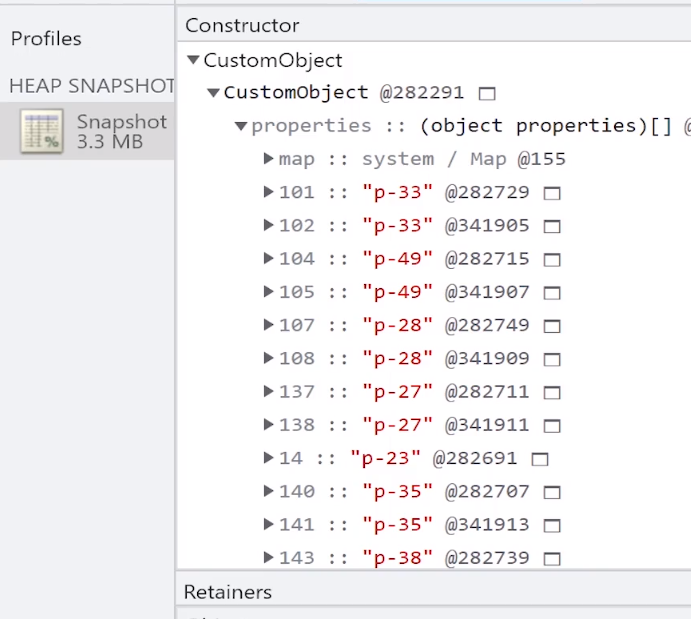 Profiles
HEAP SNAPSHOT
Snapshot
3.3 MB
Constructor
CustomObject
CustomObject @282291
properties :: (object properties)[] @
map :: system / Map @155
101 :: "p-33" @282729
102 :: "p-33" @341905
104 :: "p-49" @282715
105 :: "p-49" @341907
107 :: "p-28" @282749
108 :: "p-28" @341909
137 :: "p-27" @282711
138 :: "p-27" @341911
14 :: "p-23" @282691
140 :: "p-35" @282707
141 :: "p-35" @341913
143 :: "p-38" @282739
Retainers